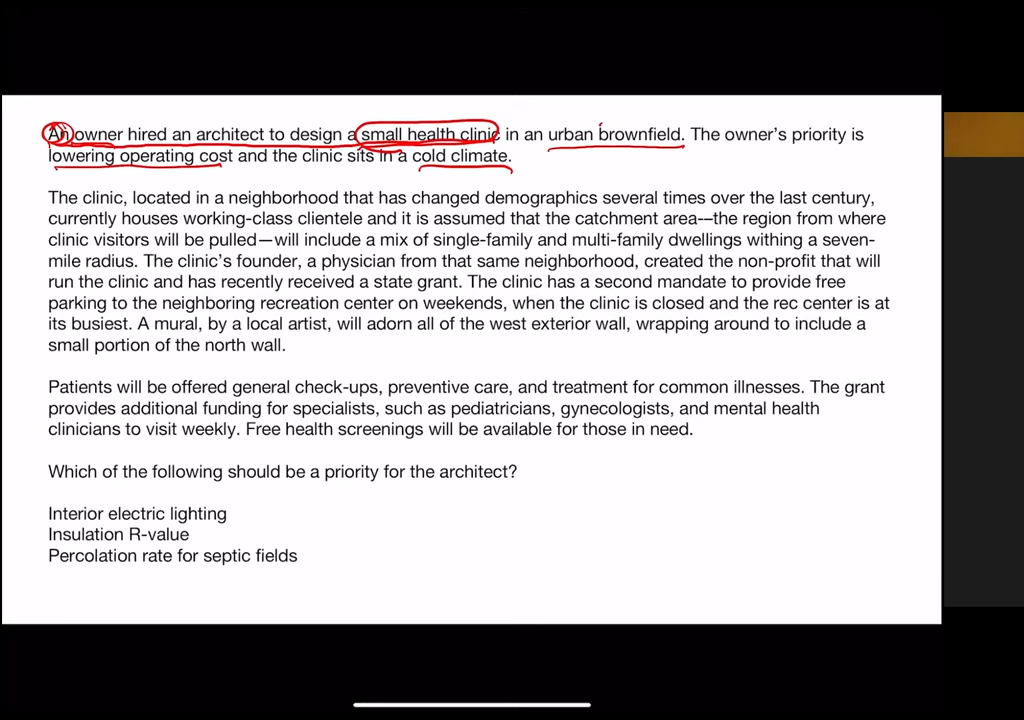 An owner hired an architect to design a small health clinic in an urban brownfield. The owner's priority is
lowering operating cost and the clinic sits in a cold climate.
The clinic, located in a neighborhood that has changed demographics several times over the last century,
currently houses working-class clientele and it is assumed that the catchment area--the region from where
clinic visitors will be pulled—will include a mix of single-family and multi-family dwellings withing a seven-
mile radius. The clinic's founder, a physician from that same neighborhood, created the non-profit that will
run the clinic and has recently received a state grant. The clinic has a second mandate to provide free
parking to the neighboring recreation center on weekends, when the clinic is closed and the rec center is at
its busiest. A mural, by a local artist, will adorn all of the west exterior wall, wrapping around to include a
small portion of the north wall.
Patients will be offered general check-ups, preventive care, and treatment for common illnesses. The grant
provides additional funding for specialists, such as pediatricians, gynecologists, and mental health
clinicians to visit weekly. Free health screenings will be available for those in need.
Which of the following should be a priority for the architect?
Interior electric lighting
Insulation R-value
Percolation rate for septic fields